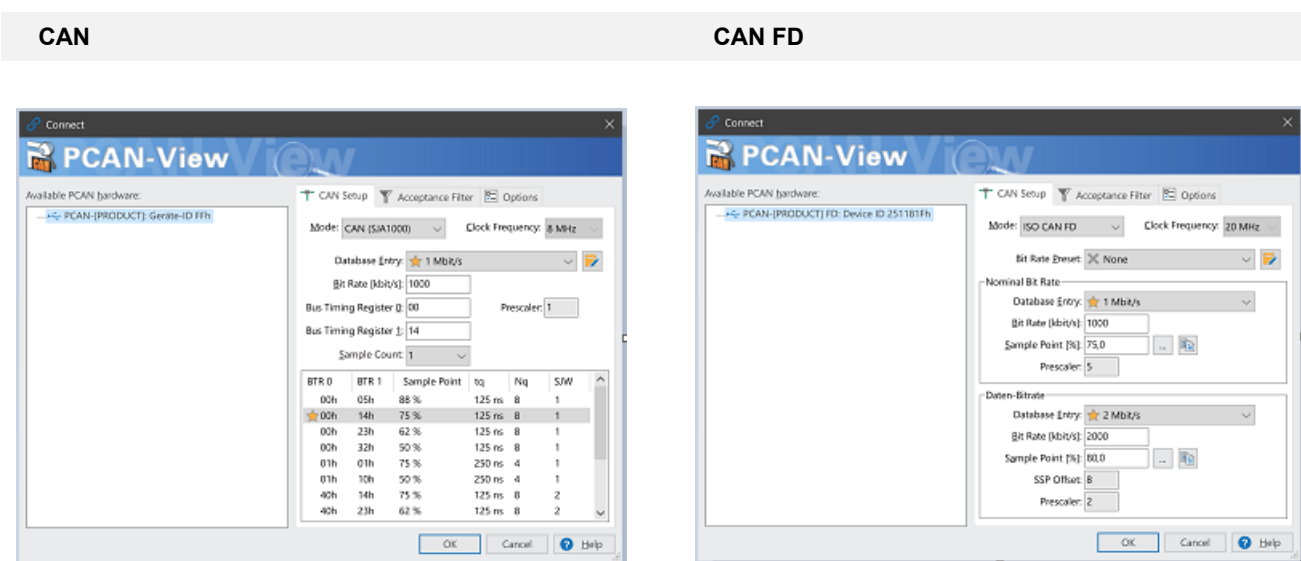 CAN
CAN FD
Connect
PCAN-View
Available PCAN hardware:
PCAN-[PRODUCT]: Geräte-ID FFh
CAN Setup Acceptance Filter Options
Mode: CAN (SJA1000) Clock Frequency: 8 MHz
Database Entry: 1 Mbit/s
Bit Rate [kbit/s]: 1000
Bus Timing Register 0: 00 Prescaler: 1
Bus Timing Register 1: 14
Sample Count: 1
BTR 0 BTR 1 Sample Point tq Nq SJW
00h 05h 88 % 125 ns 8 1
00h 14h 75 % 125 ns 8 1
00h 23h 62 % 125 ns 8 1
00h 32h 50 % 125 ns 8 1
01h 01h 75 % 250 ns 4 1
01h 10h 50 % 250 ns 4 1
40h 14h 75 % 125 ns 8 2
40h 23h 62 % 125 ns 8 2
OK Cancel Help
Connect
PCAN-View
Available PCAN hardware:
PCAN-[PRODUCT] FD: Device ID 251181Fh
CAN Setup Acceptance Filter Options
Mode: ISO CAN FD Clock Frequency: 20 MHz
Bit Rate Preset: None
Nominal Bit Rate
Database Entry: 1 Mbit/s
Bit Rate [kbit/s]: 1000
Sample Point [%]: 75,0 ...
Prescaler: 5
Daten-Bitrate
Database Entry: 2 Mbit/s
Bit Rate [kbit/s]: 2000
Sample Point [%]: 80,0 ...
SSP Offset: 8
Prescaler: 2
OK Cancel Help